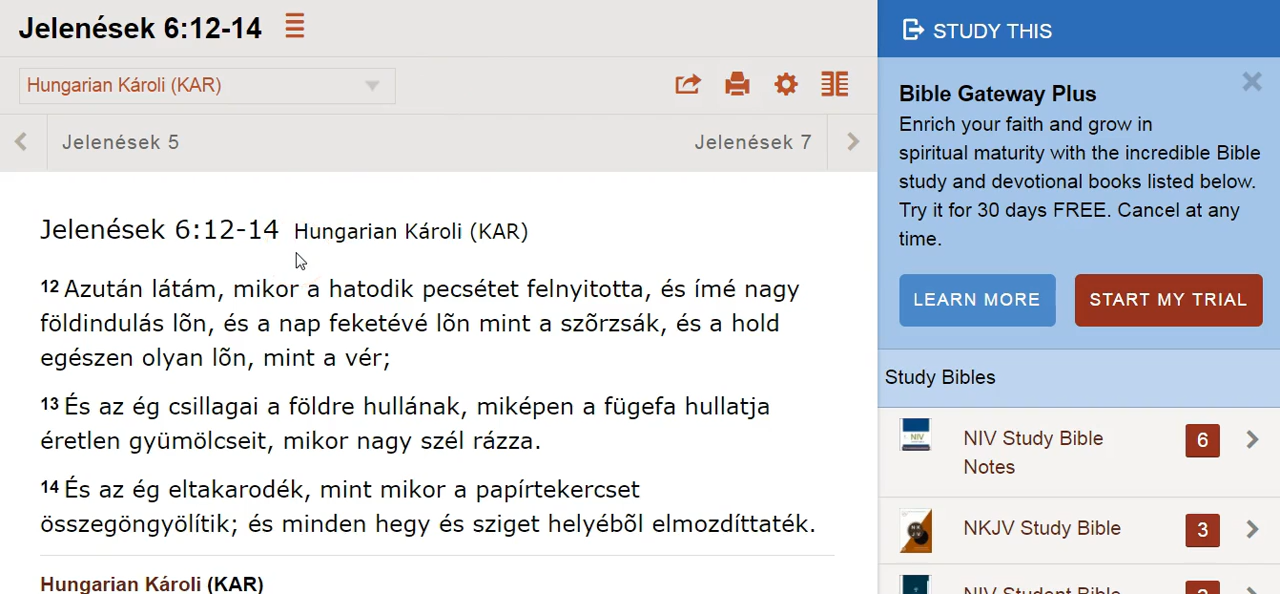 Jelenések 6:12-14
Hungarian Károli (KAR)
Jelenések 5
Jelenések 7
Jelenések 6:12-14 Hungarian Károli (KAR)
12 Azután látám, mikor a hatodik pecsétet felnyitotta, és ímé nagy
földindulás lõn, és a nap feketévé lõn mint a szõrzsák, és a hold
egészen olyan lõn, mint a vér;
13 És az ég csillagai a földre hullának, miképen a fügefa hullatja
éretlen gyümölcseit, mikor nagy szél rázza.
14 És az ég eltakarodék, mint mikor a papírtekercset
összegöngyölítik; és minden hegy és sziget helyébõl elmozdíttaték.
Hungarian Károli (KAR)
STUDY THIS
Bible Gateway Plus
Enrich your faith and grow in
spiritual maturity with the incredible Bible
study and devotional books listed below.
Try it for 30 days FREE. Cancel at any
time.
LEARN MORE
START MY TRIAL
Study Bibles
NIV Study Bible
Notes
6
NKJV Study Bible
3
NIV Student Bible